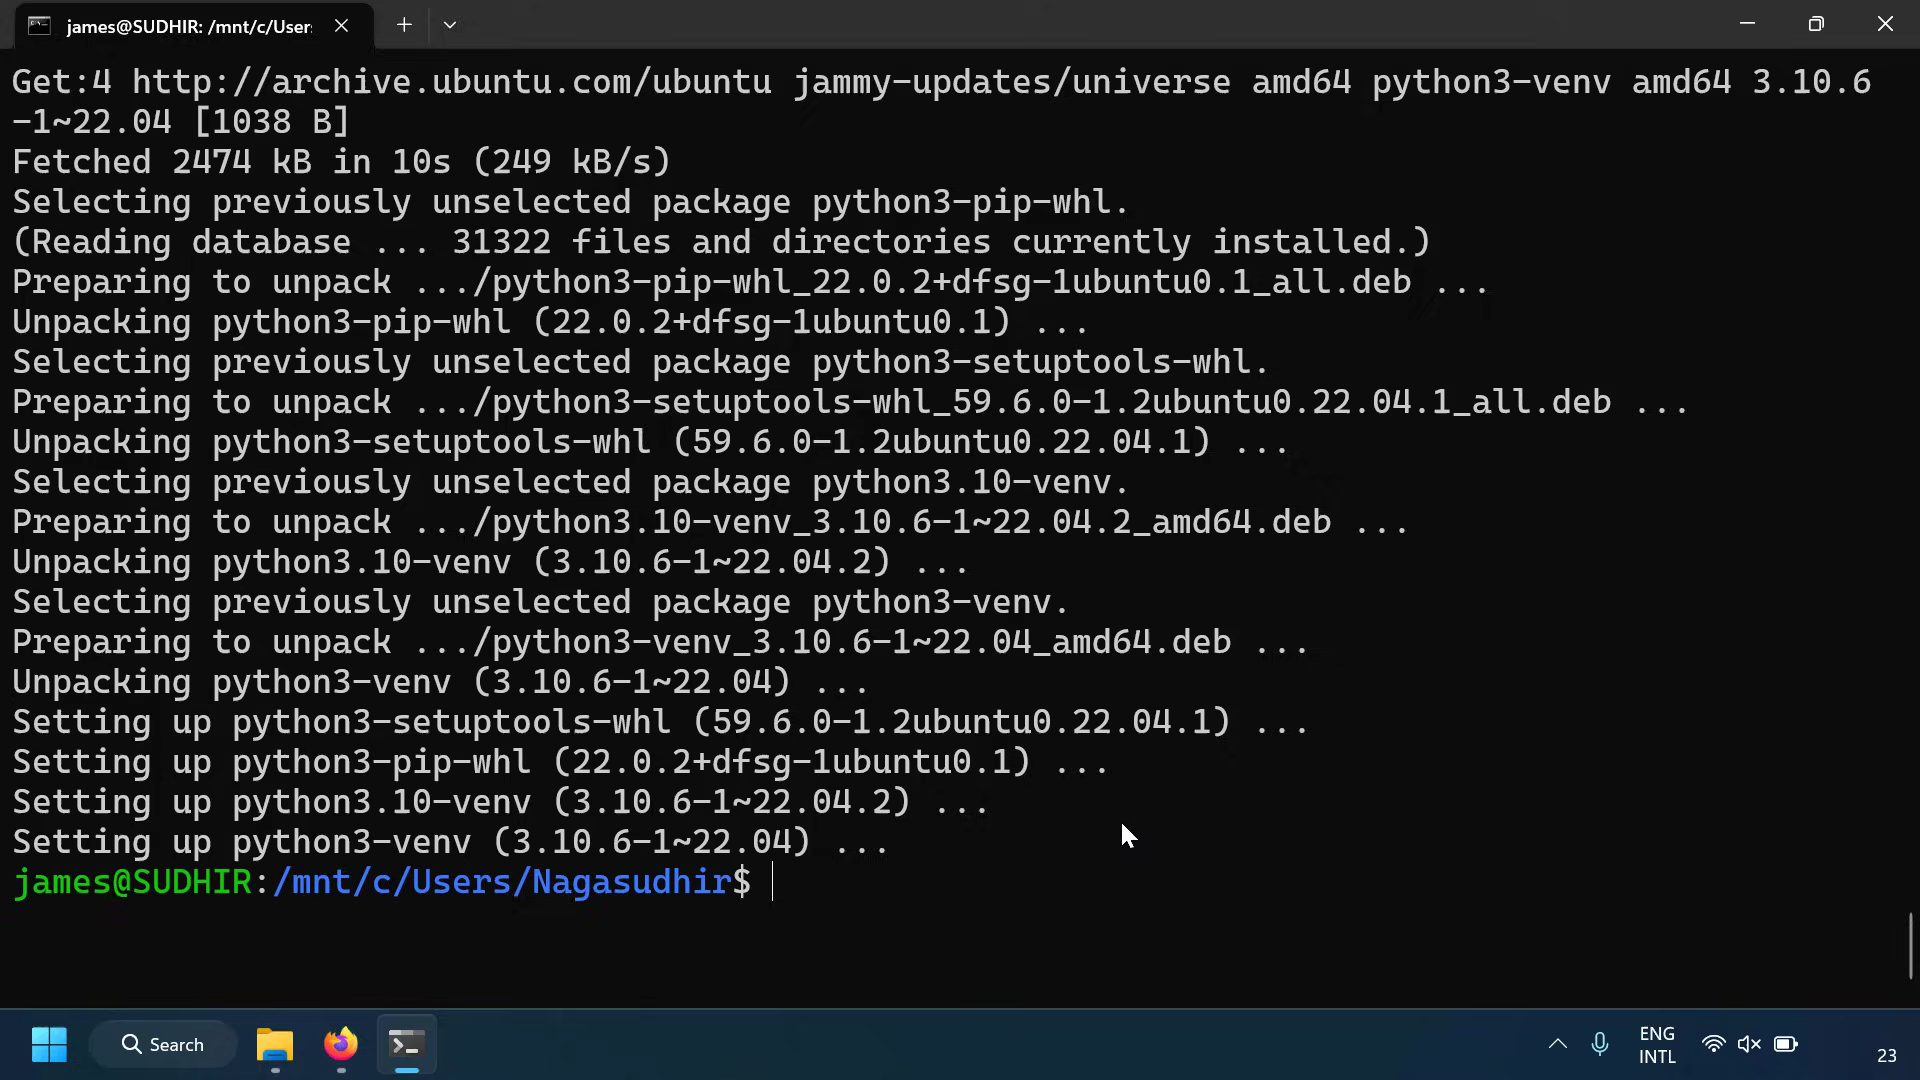 james@SUDHIR: /mnt/c/User:
Get:4 http://archive.ubuntu.com/ubuntu jammy-updates/universe amd64 python3-venv amd64 3.10.6
-1~22.04 [1038 B]
Fetched 2474 kB in 10s (249 kB/s)
Selecting previously unselected package python3-pip-whl.
(Reading database ... 31322 files and directories currently installed.)
Preparing to unpack .../python3-pip-whl_22.0.2+dfsg-1ubuntu0.1_all.deb ...
Unpacking python3-pip-whl (22.0.2+dfsg-1ubuntu0.1) ...
Selecting previously unselected package python3-setuptools-whl.
Preparing to unpack .../python3-setuptools-whl_59.6.0-1.2ubuntu0.22.04.1_all.deb ...
Unpacking python3-setuptools-whl (59.6.0-1.2ubuntu0.22.04.1) ...
Selecting previously unselected package python3.10-venv.
Preparing to unpack .../python3.10-venv_3.10.6-1~22.04.2_amd64.deb ...
Unpacking python3.10-venv (3.10.6-1~22.04.2) ...
Selecting previously unselected package python3-venv.
Preparing to unpack .../python3-venv_3.10.6-1~22.04_amd64.deb ...
Unpacking python3-venv (3.10.6-1~22.04) ...
Setting up python3-setuptools-whl (59.6.0-1.2ubuntu0.22.04.1) ...
Setting up python3-pip-whl (22.0.2+dfsg-1ubuntu0.1) ...
Setting up python3.10-venv (3.10.6-1~22.04.2) ...
Setting up python3-venv (3.10.6-1~22.04) ...
james@SUDHIR:/mnt/c/Users/Nagasudhir$
Search
ENG
INTL
23